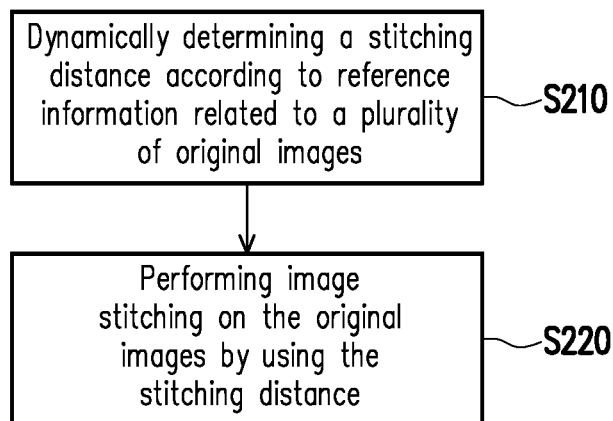 Dynamically determining a stitching
distance according to reference
information related to a plurality
of original images
S210
Performing image
stitching on the original
images by using the
stitching distance
S220